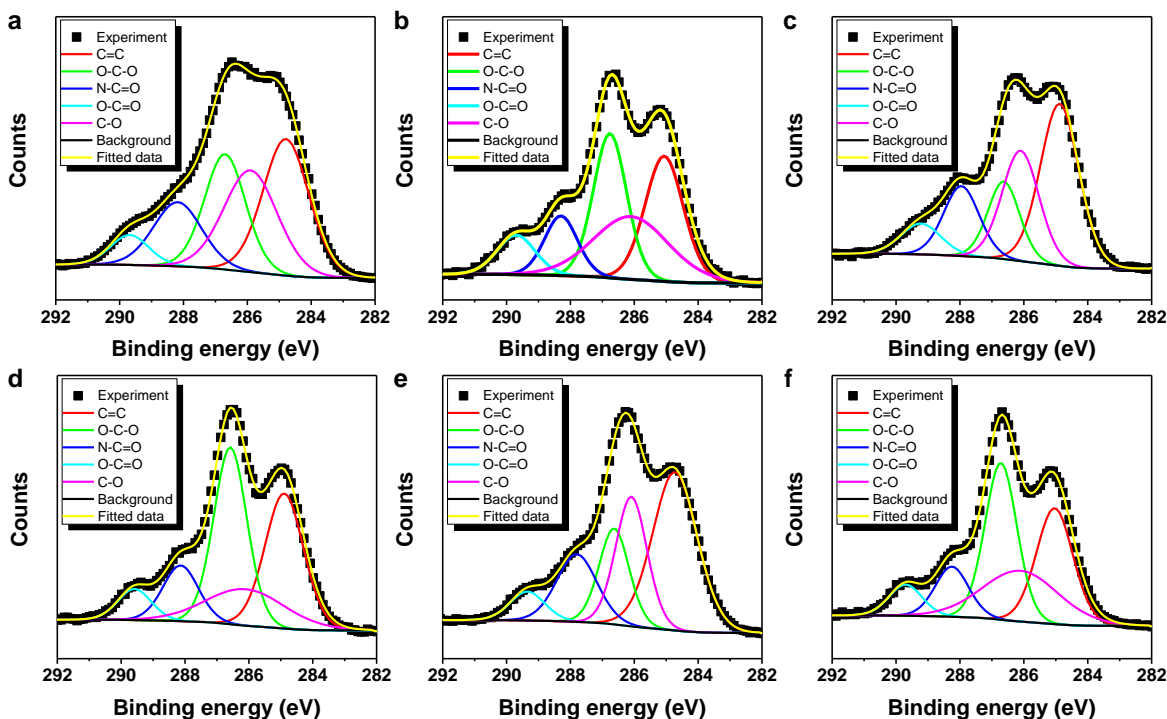 a
Experiment
C=C
O-C-O
N-C=O
O-C=O
C-O
Background
Fitted data
Counts
292 290 288 286 284 282
Binding energy (eV)
b
Experiment
C=C
O-C-O
N-C=O
O-C=O
C-O
Background
Fitted data
Counts
292 290 288 286 284 282
Binding energy (eV)
c
Experiment
C=C
O-C-O
N-C=O
O-C=O
C-O
Background
Fitted data
Counts
292 290 288 286 284 282
Binding energy (eV)
d
Experiment
C=C
O-C-O
N-C=O
O-C=O
C-O
Background
Fitted data
Counts
292 290 288 286 284 282
Binding energy (eV)
e
Experiment
C=C
O-C-O
N-C=O
O-C=O
C-O
Background
Fitted data
Counts
292 290 288 286 284 282
Binding energy (eV)
f
Experiment
C=C
O-C-O
N-C=O
O-C=O
C-O
Background
Fitted data
Counts
292 290 288 286 284 282
Binding energy (eV)